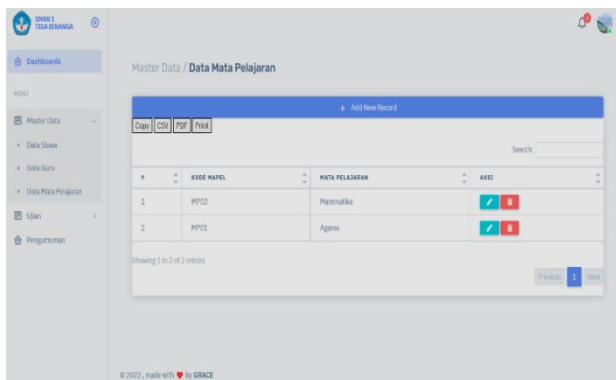 SMAN 1
TIGA BINANGA
Dashboards
MENU
Master Data
Data Siswa
Data Guru
Data Mata Pelajaran
Ujian
Pengumuman
Master Data / Data Mata Pelajaran
+ Add New Record
Copy CSV PDF Print
Search:
# KODE MAPEL MATA PELAJARAN AKSI
1 MP02 Matematika
2 MP01 Agama
Showing 1 to 2 of 2 entries
Previous 1 Next
© 2022 , made with ❤ by GRACE